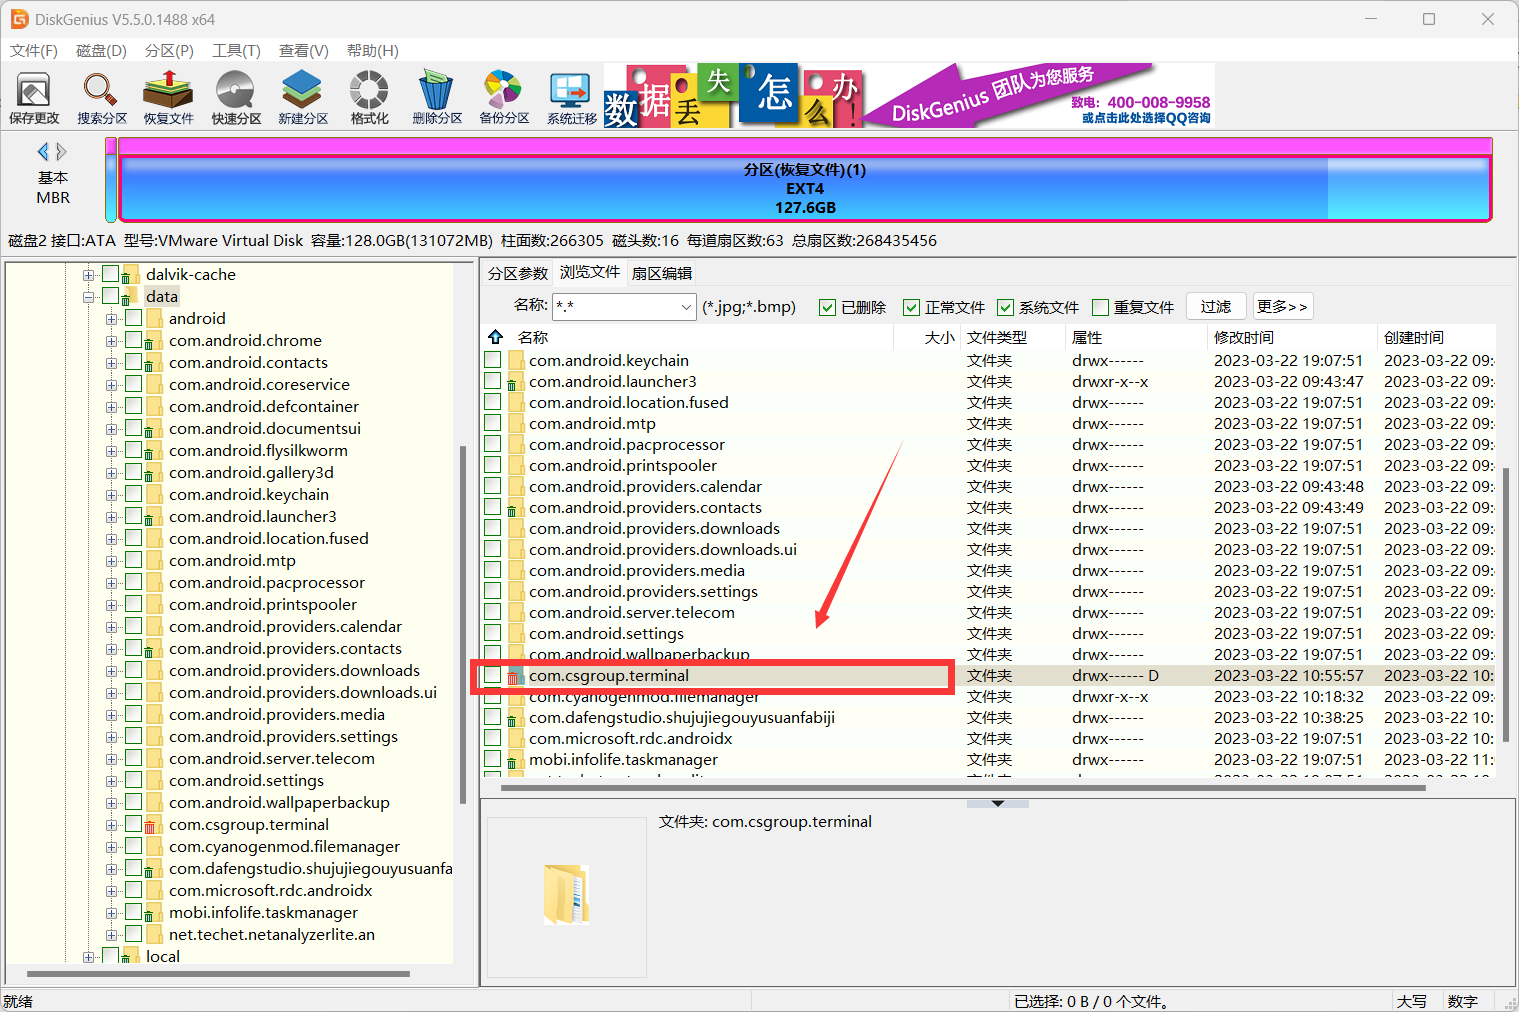 DiskGenius V5.5.0.1488 x64
文件(F) 磁盘(D) 分区(P) 工具(T) 查看(V) 帮助(H)
保存更改 搜索分区 恢复文件 快速分区 新建分区 格式化 删除分区 备份分区 系统迁移
数据丢失怎么办!
DiskGenius 团队为您服务
致电：400-008-9958
或点击此处选择QQ咨询
基本
MBR
分区(恢复文件)(1)
EXT4
127.6GB
磁盘2 接口:ATA 型号:VMware Virtual Disk 容量:128.0GB(131072MB) 柱面数:266305 磁头数:16 每道扇区数:63 总扇区数:268435456
dalvik-cache
data
android
com.android.chrome
com.android.contacts
com.android.coreservice
com.android.defcontainer
com.android.documentsui
com.android.flysilkworm
com.android.gallery3d
com.android.keychain
com.android.launcher3
com.android.location.fused
com.android.mtp
com.android.pacprocessor
com.android.printspooler
com.android.providers.calendar
com.android.providers.contacts
com.android.providers.downloads
com.android.providers.downloads.ui
com.android.providers.media
com.android.providers.settings
com.android.server.telecom
com.android.settings
com.android.wallpaperbackup
com.csgroup.terminal
com.cyanogenmod.filemanager
com.dafengstudio.shujujiegouyusuanfa
com.microsoft.rdc.androidx
mobi.infolife.taskmanager
net.techet.netanalyzerlite.an
local
分区参数 浏览文件 扇区编辑
名称: *.* (*.jpg;*.bmp) 已删除 正常文件 系统文件 重复文件 过滤 更多>>
名称 大小 文件类型 属性 修改时间 创建时间
com.android.keychain 文件夹 drwx------ 2023-03-22 19:07:51 2023-03-22 09:
com.android.launcher3 文件夹 drwxr-x--x 2023-03-22 09:43:47 2023-03-22 09:
com.android.location.fused 文件夹 drwx------ 2023-03-22 19:07:51 2023-03-22 09:
com.android.mtp 文件夹 drwx------ 2023-03-22 19:07:51 2023-03-22 09:
com.android.pacprocessor 文件夹 drwx------ 2023-03-22 19:07:51 2023-03-22 09:
com.android.printspooler 文件夹 drwx------ 2023-03-22 19:07:51 2023-03-22 09:
com.android.providers.calendar 文件夹 drwx------ 2023-03-22 09:43:48 2023-03-22 09:
com.android.providers.contacts 文件夹 drwx------ 2023-03-22 09:43:49 2023-03-22 09:
com.android.providers.downloads 文件夹 drwx------ 2023-03-22 19:07:51 2023-03-22 09:
com.android.providers.downloads.ui 文件夹 drwx------ 2023-03-22 19:07:51 2023-03-22 09:
com.android.providers.media 文件夹 drwx------ 2023-03-22 19:07:51 2023-03-22 09:
com.android.providers.settings 文件夹 drwx------ 2023-03-22 19:07:51 2023-03-22 09:
com.android.server.telecom 文件夹 drwx------ 2023-03-22 19:07:51 2023-03-22 09:
com.android.settings 文件夹 drwx------ 2023-03-22 19:07:51 2023-03-22 09:
com.android.wallpaperbackup 文件夹 drwx------ 2023-03-22 19:07:51 2023-03-22 09:
com.csgroup.terminal 文件夹 drwx------ D 2023-03-22 10:55:57 2023-03-22 10:
com.cyanogenmod.filemanager 文件夹 drwxr-x--x 2023-03-22 10:18:32 2023-03-22 09:
com.dafengstudio.shujujiegouyusuanfabiji 文件夹 drwx------ 2023-03-22 10:38:25 2023-03-22 10:
com.microsoft.rdc.androidx 文件夹 drwx------ 2023-03-22 19:07:51 2023-03-22 10:
mobi.infolife.taskmanager 文件夹 drwx------ 2023-03-22 19:07:51 2023-03-22 11:
文件夹: com.csgroup.terminal
就绪 已选择: 0 B / 0 个文件。 大写 数字